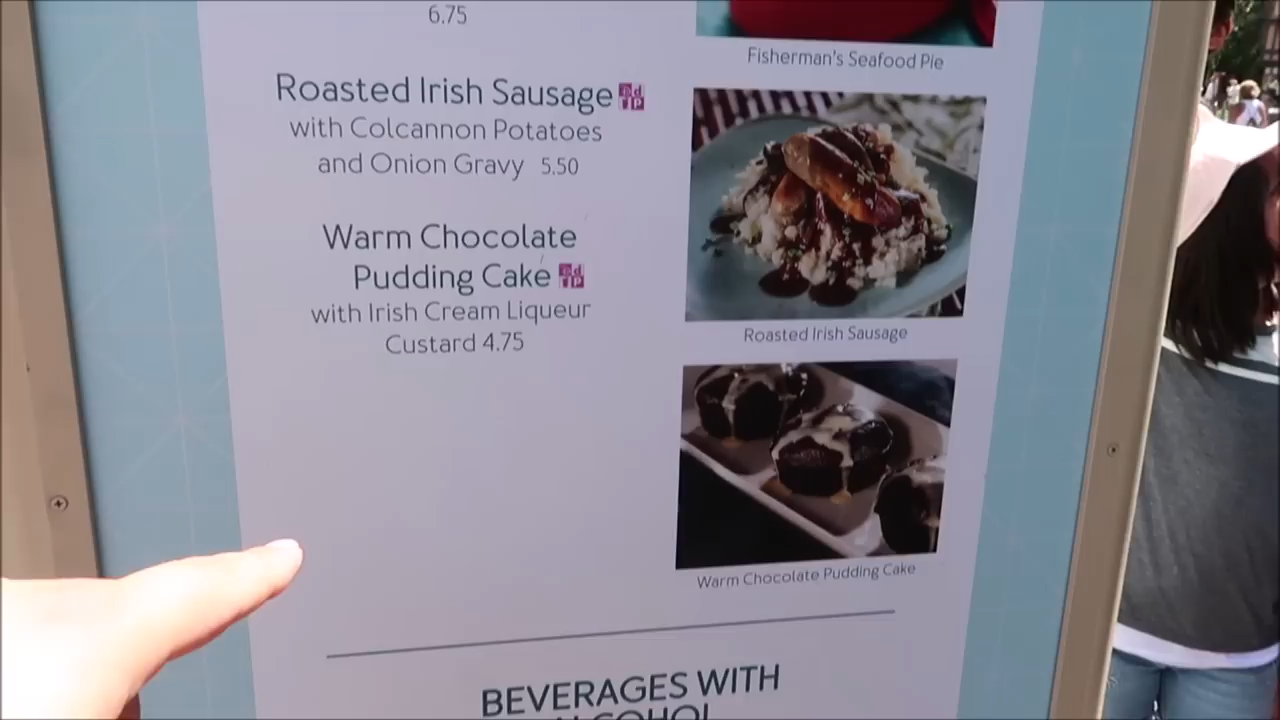 6.75
Fisherman's Seafood Pie
Roasted Irish Sausage
with Colcannon Potatoes
and Onion Gravy 5.50
Roasted Irish Sausage
Warm Chocolate
Pudding Cake
with Irish Cream Liqueur
Custard 4.75
Warm Chocolate Pudding Cake
BEVERAGES WITH
ALCOHOL